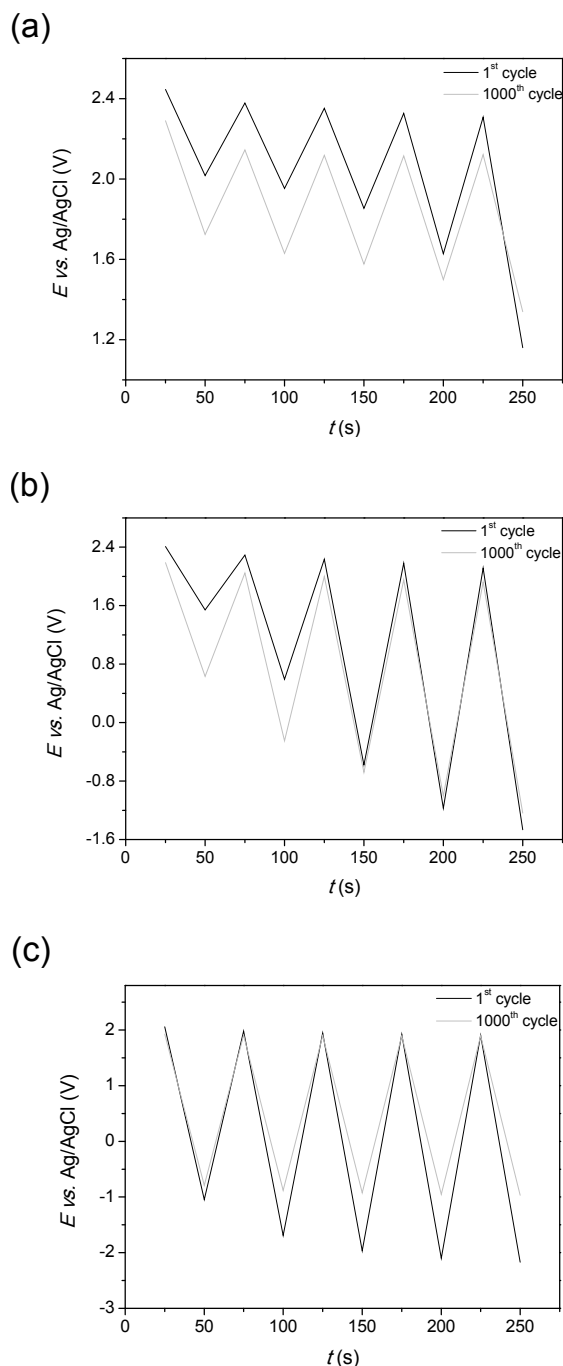 (a)
1st cycle
1000th cycle
2.4
2.0
1.6
1.2
E vs. Ag/AgCl (V)
0 50 100 150 200 250
t (s)
(b)
1st cycle
1000th cycle
2.4
1.6
0.8
0.0
-0.8
-1.6
E vs. Ag/AgCl (V)
0 50 100 150 200 250
t (s)
(c)
1st cycle
1000th cycle
2
1
0
-1
-2
-3
E vs. Ag/AgCl (V)
0 50 100 150 200 250
t (s)